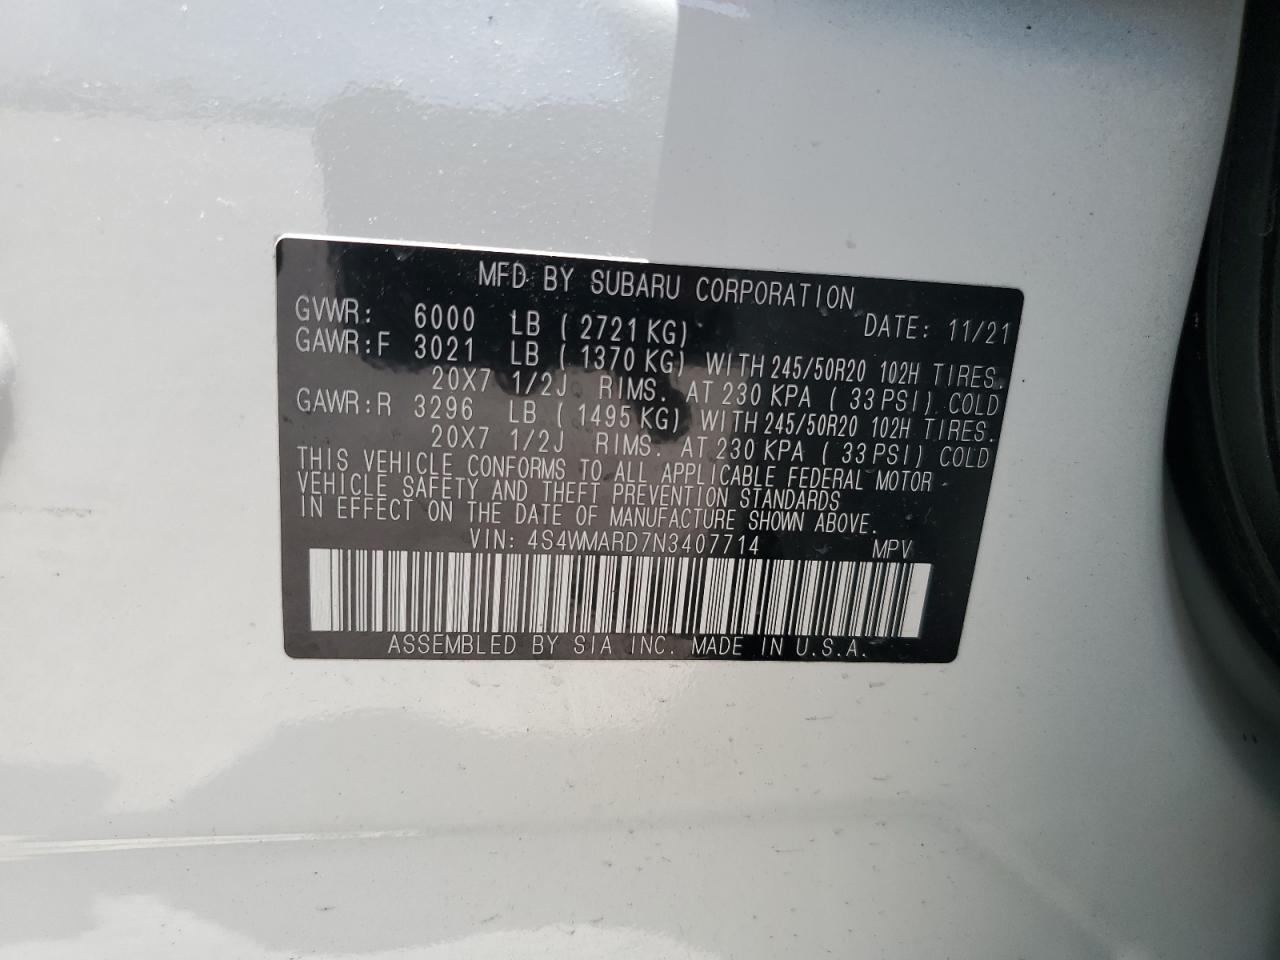 MFD BY SUBARU CORPORATION
GVWR: 6000 LB ( 2721 KG) DATE: 11/21
GAWR:F 3021 LB ( 1370 KG) WITH 245/50R20 102H TIRES.
20X7 1/2J RIMS. AT 230 KPA ( 33 PSI) COLD
GAWR:R 3296 LB ( 1495 KG) WITH 245/50R20 102H TIRES.
20X7 1/2J RIMS. AT 230 KPA ( 33 PSI) COLD
THIS VEHICLE CONFORMS TO ALL APPLICABLE FEDERAL MOTOR
VEHICLE SAFETY AND THEFT PREVENTION STANDARDS
IN EFFECT ON THE DATE OF MANUFACTURE SHOWN ABOVE.
VIN: 4S4WMARD7N3407714 MPV
ASSEMBLED BY SIA INC. MADE IN U.S.A.